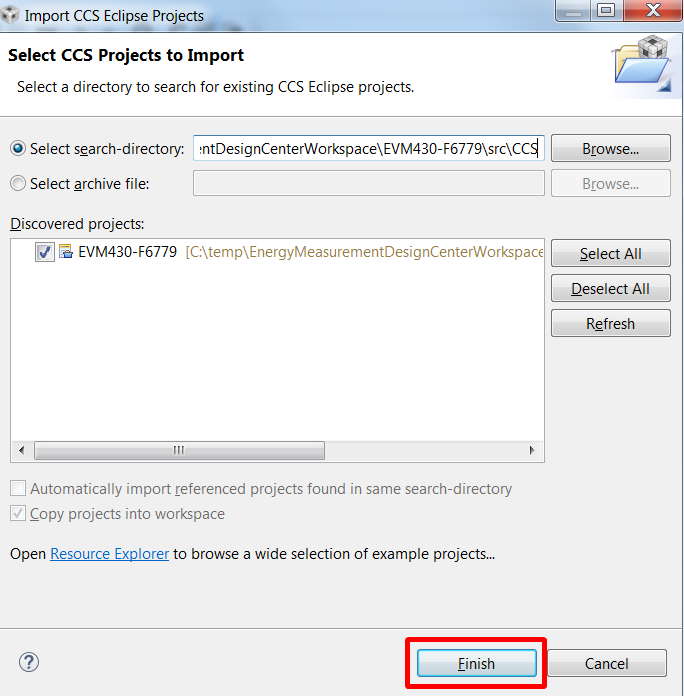 Import CCS Eclipse Projects
Select CCS Projects to Import
Select a directory to search for existing CCS Eclipse projects.
Select search-directory: entDesignCenterWorkspace\EVM430-F6779\src\CCS Browse...
Select archive file: Browse...
Discovered projects:
EVM430-F6779 [C:\temp\EnergyMeasurementDesignCenterWorkspace
Select All
Deselect All
Refresh
Automatically import referenced projects found in same search-directory
Copy projects into workspace
Open Resource Explorer to browse a wide selection of example projects...
? Finish Cancel